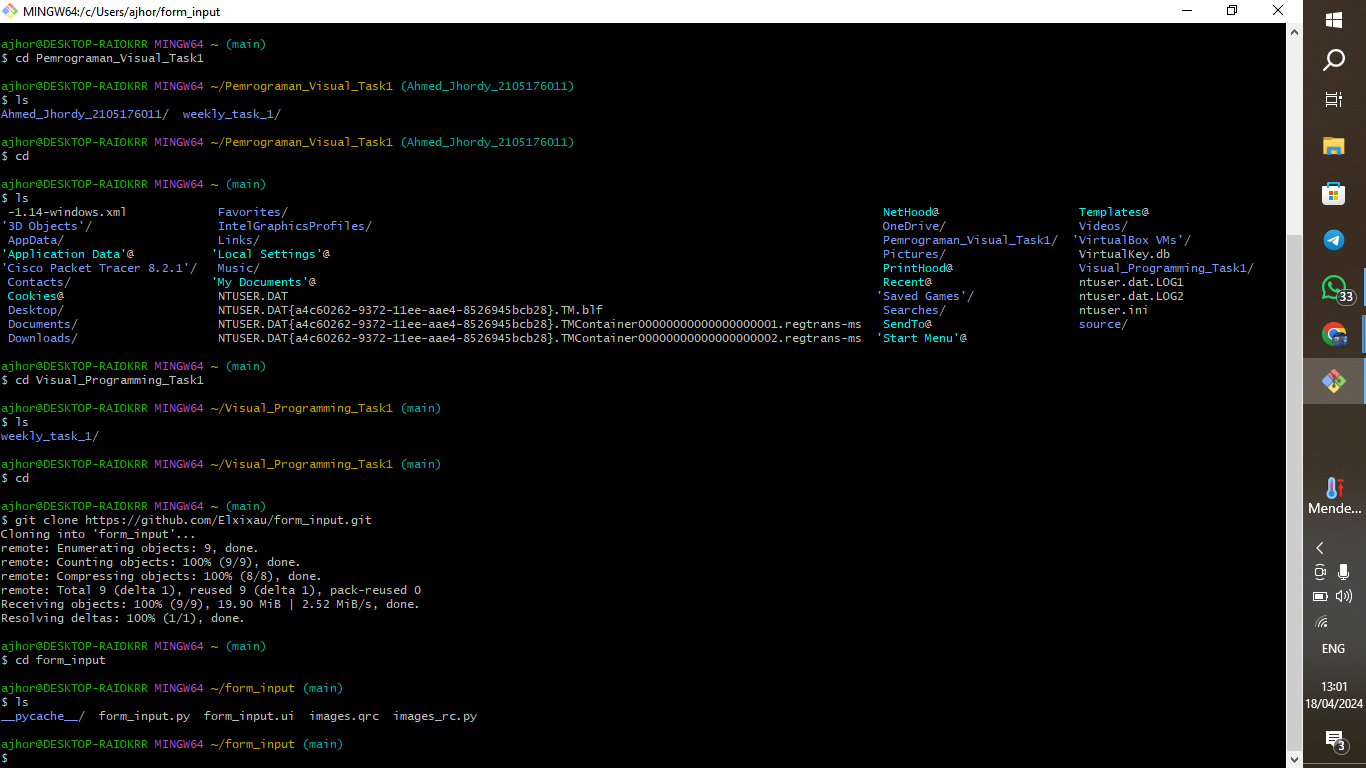 MINGW64:/c/Users/ajhor/form_input
ajhor@DESKTOP-RAIOKRR MINGW64 ~ (main)
$ cd Pemrograman_Visual_Task1
ajhor@DESKTOP-RAIOKRR MINGW64 ~/Pemrograman_Visual_Task1 (Ahmed_Jhordy_2105176011)
$ ls
Ahmed_Jhordy_2105176011/  weekly_task_1/
ajhor@DESKTOP-RAIOKRR MINGW64 ~/Pemrograman_Visual_Task1 (Ahmed_Jhordy_2105176011)
$ cd
ajhor@DESKTOP-RAIOKRR MINGW64 ~ (main)
$ ls
-1.14-windows.xml  Favorites/  NetHood@  Templates@
'3D Objects'/  IntelGraphicsProfiles/  OneDrive/  Videos/
AppData/  Links/  Pemrograman_Visual_Task1/  'VirtualBox VMs'/
'Application Data'@  'Local Settings'@  Pictures/  VirtualKey.db
'Cisco Packet Tracer 8.2.1'/  Music/  PrintHood@  Visual_Programming_Task1/
Contacts/  'My Documents'@  Recent@  ntuser.dat.LOG1
Cookies@  NTUSER.DAT  'Saved Games'/  ntuser.dat.LOG2
Desktop/  NTUSER.DAT{a4c60262-9372-11ee-aae4-8526945bcb28}.TM.blf  Searches/  ntuser.ini
Documents/  NTUSER.DAT{a4c60262-9372-11ee-aae4-8526945bcb28}.TMContainer00000000000000000001.regtrans-ms  SendTo@  source/
Downloads/  NTUSER.DAT{a4c60262-9372-11ee-aae4-8526945bcb28}.TMContainer00000000000000000002.regtrans-ms  'Start Menu'@
ajhor@DESKTOP-RAIOKRR MINGW64 ~ (main)
$ cd Visual_Programming_Task1
ajhor@DESKTOP-RAIOKRR MINGW64 ~/Visual_Programming_Task1 (main)
$ ls
weekly_task_1/
ajhor@DESKTOP-RAIOKRR MINGW64 ~/Visual_Programming_Task1 (main)
$ cd
ajhor@DESKTOP-RAIOKRR MINGW64 ~ (main)
$ git clone https://github.com/Elxixau/form_input.git
Cloning into 'form_input'...
remote: Enumerating objects: 9, done.
remote: Counting objects: 100% (9/9), done.
remote: Compressing objects: 100% (8/8), done.
remote: Total 9 (delta 1), reused 9 (delta 1), pack-reused 0
Receiving objects: 100% (9/9), 19.90 MiB | 2.52 MiB/s, done.
Resolving deltas: 100% (1/1), done.
ajhor@DESKTOP-RAIOKRR MINGW64 ~ (main)
$ cd form_input
ajhor@DESKTOP-RAIOKRR MINGW64 ~/form_input (main)
$ ls
__pycache__/  form_input.py  form_input.ui  images.qrc  images_rc.py
ajhor@DESKTOP-RAIOKRR MINGW64 ~/form_input (main)
$
33
Mende...
ENG
13:01
18/04/2024
3